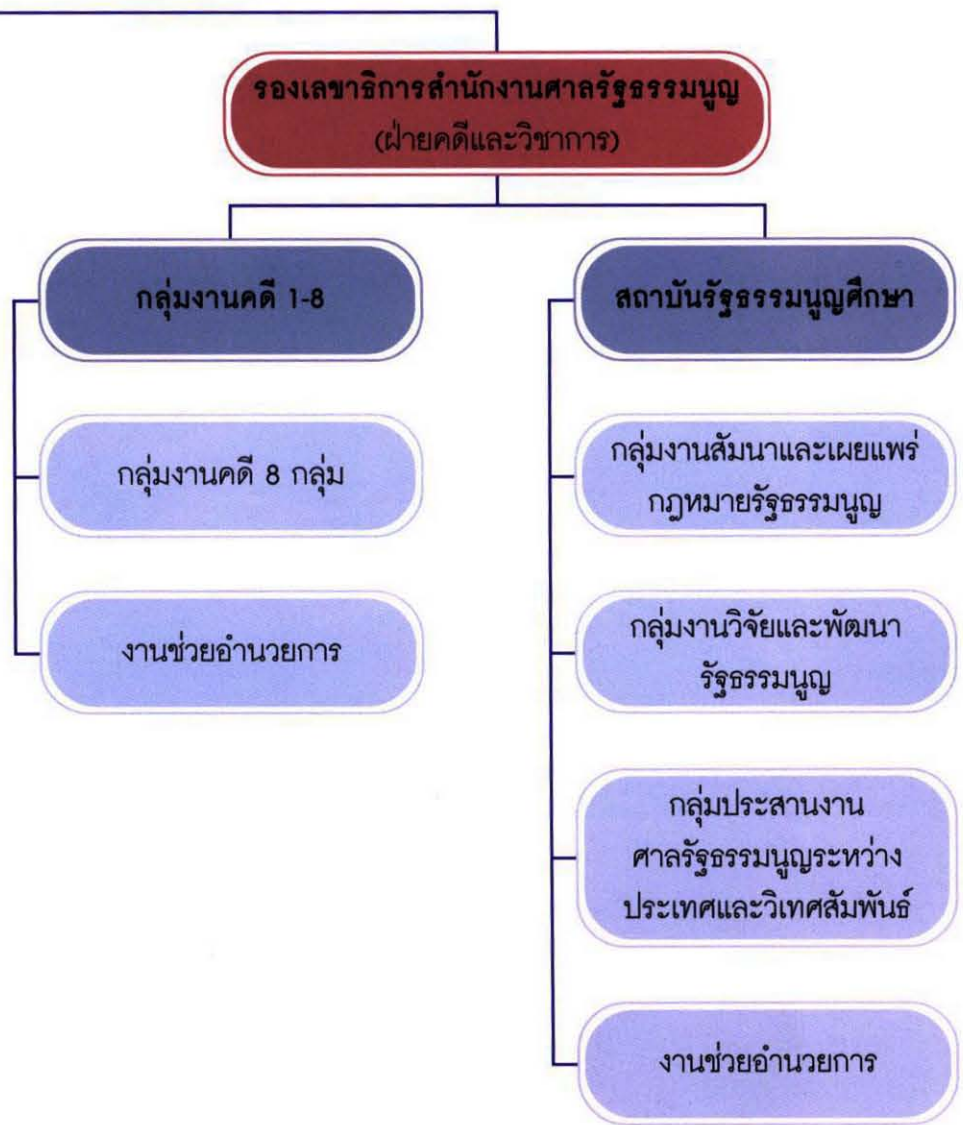 รองเลขาธิการสำนักงานศาลรัฐธรรมนูญ
(ฝ่ายคดีและวิชาการ)
กลุ่มงานคดี 1-8
กลุ่มงานคดี 8 กลุ่ม
งานช่วยอำนวยการ
สถาบันรัฐธรรมนูญศึกษา
กลุ่มงานสัมนาและเผยแพร่
กฎหมายรัฐธรรมนูญ
กลุ่มงานวิจัยและพัฒนา
รัฐธรรมนูญ
กลุ่มประสานงาน
ศาลรัฐธรรมนูญระหว่าง
ประเทศและวิเทศสัมพันธ์
งานช่วยอำนวยการ